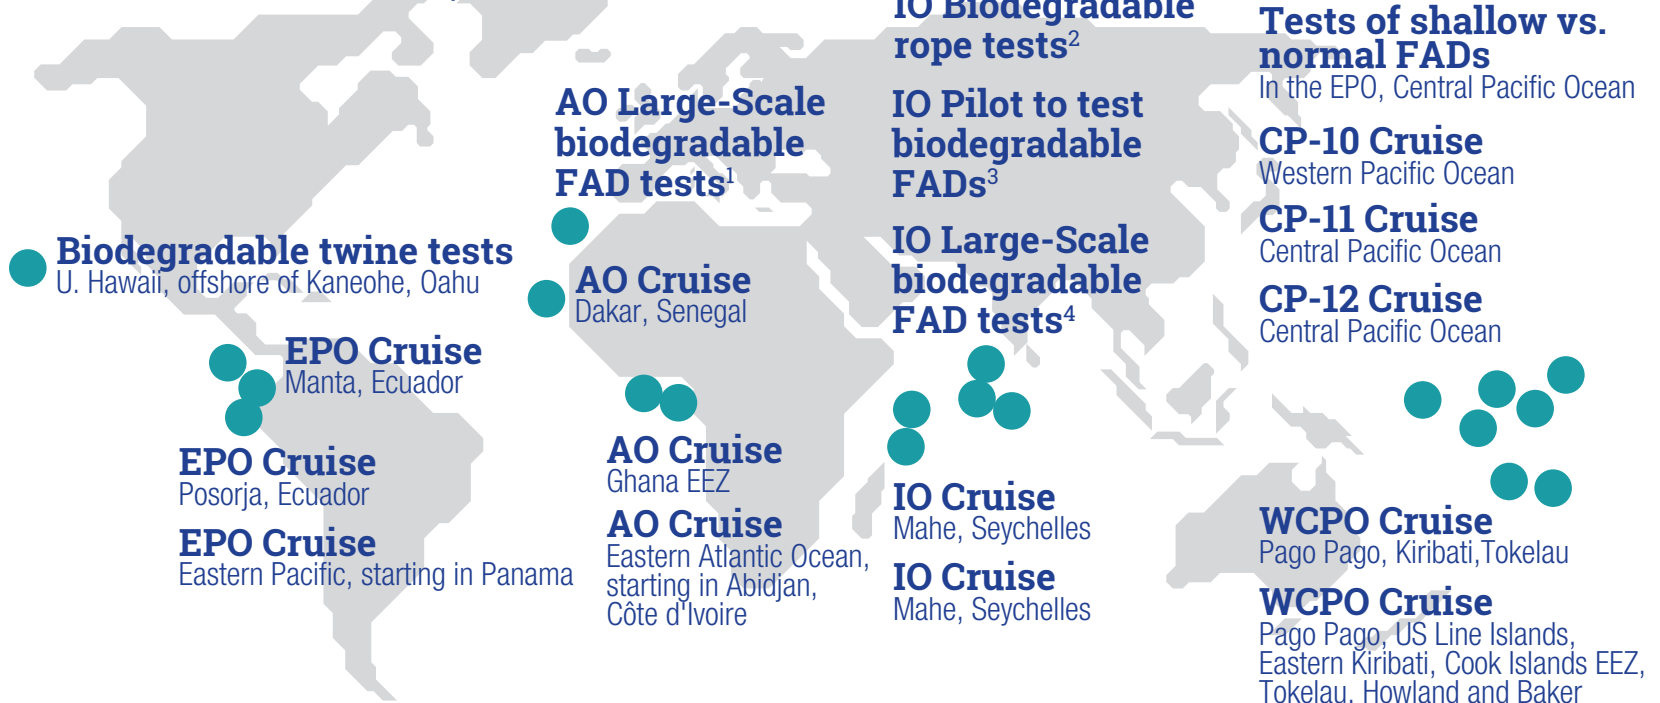 Biodegradable twine tests
U. Hawaii, offshore of Kaneohe, Oahu
EPO Cruise
Manta, Ecuador
EPO Cruise
Posorja, Ecuador
EPO Cruise
Eastern Pacific, starting in Panama
AO Large-Scale
biodegradable
FAD tests¹
AO Cruise
Dakar, Senegal
AO Cruise
Ghana EEZ
AO Cruise
Eastern Atlantic Ocean,
starting in Abidjan,
Côte d'Ivoire
IO Biodegradable
rope tests²
IO Pilot to test
biodegradable
FADs³
IO Large-Scale
biodegradable
FAD tests⁴
IO Cruise
Mahe, Seychelles
IO Cruise
Mahe, Seychelles
Tests of shallow vs.
normal FADs
In the EPO, Central Pacific Ocean
CP-10 Cruise
Western Pacific Ocean
CP-11 Cruise
Central Pacific Ocean
CP-12 Cruise
Central Pacific Ocean
WCPO Cruise
Pago Pago, Kiribati,Tokelau
WCPO Cruise
Pago Pago, US Line Islands,
Eastern Kiribati, Cook Islands EEZ,
Tokelau. Howland and Baker